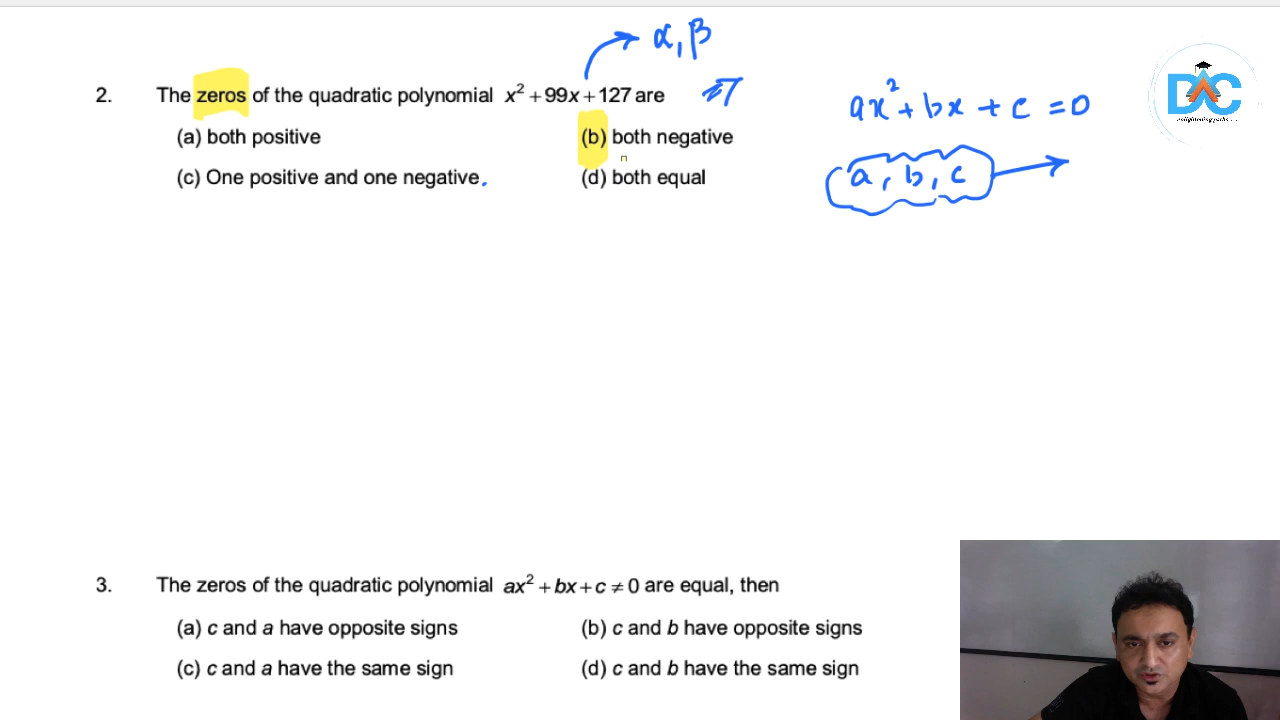 α, β
2. The zeros of the quadratic polynomial x² + 99x + 127 are
(a) both positive (b) both negative
(c) One positive and one negative. (d) both equal
ax² + bx + c = 0
a, b, c
DAC
3. The zeros of the quadratic polynomial ax² + bx + c ≠ 0 are equal, then
(a) c and a have opposite signs (b) c and b have opposite signs
(c) c and a have the same sign (d) c and b have the same sign